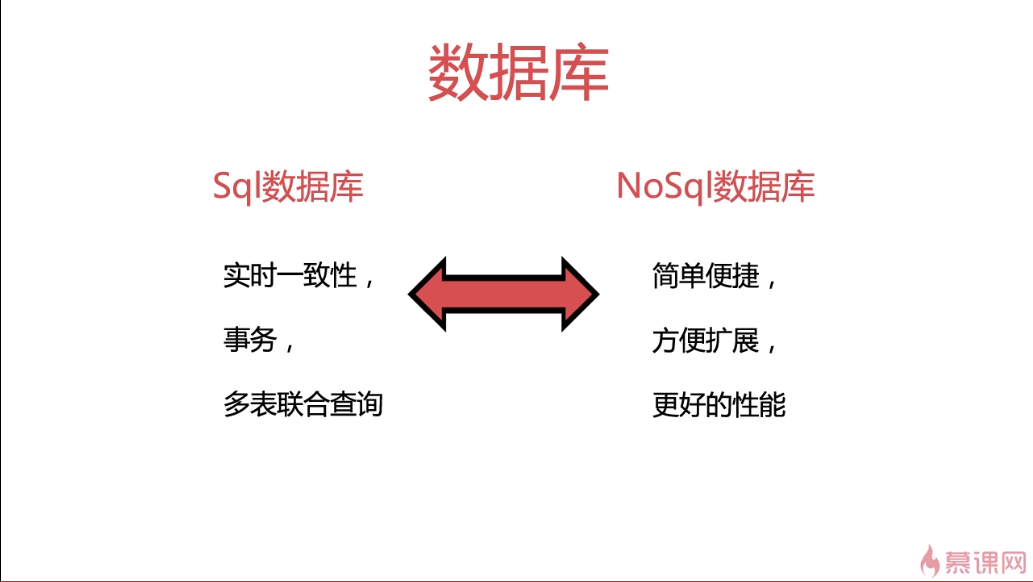 数据库
Sql数据库
NoSql数据库
实时一致性，
事务，
多表联合查询
简单便捷，
方便扩展，
更好的性能
慕课网